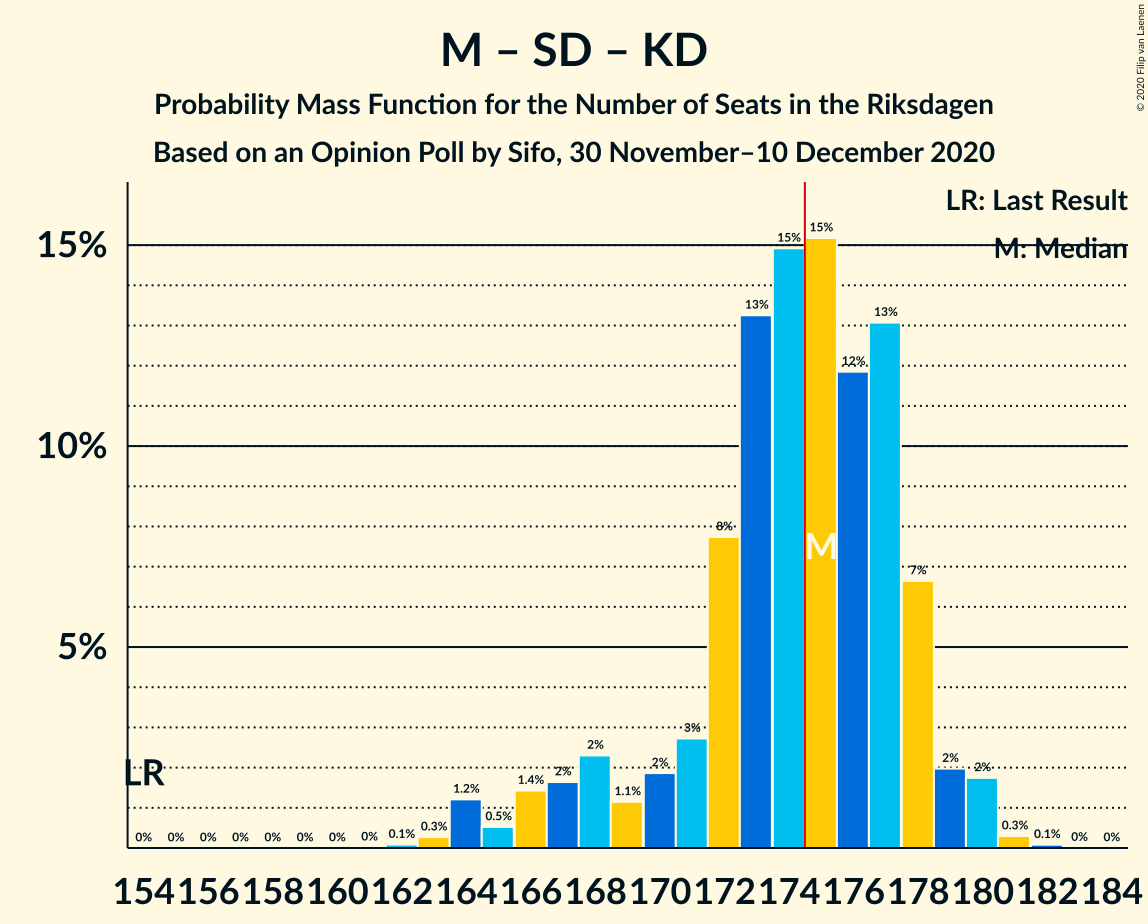 M – SD – KD
Probability Mass Function for the Number of Seats in the Riksdagen
Based on an Opinion Poll by Sifo, 30 November–10 December 2020
© 2020 Filip van Laenen
LR: Last Result
M: Median
15%
10%
5%
LR
M
0% 0% 0% 0% 0% 0% 0% 0% 0.1% 0.3% 1.2% 0.5% 1.4% 2% 2% 1.1% 2% 3% 8% 13% 15% 15% 12% 13% 7% 2% 2% 0.3% 0.1% 0% 0%
154 156 158 160 162 164 166 168 170 172 174 176 178 180 182 184